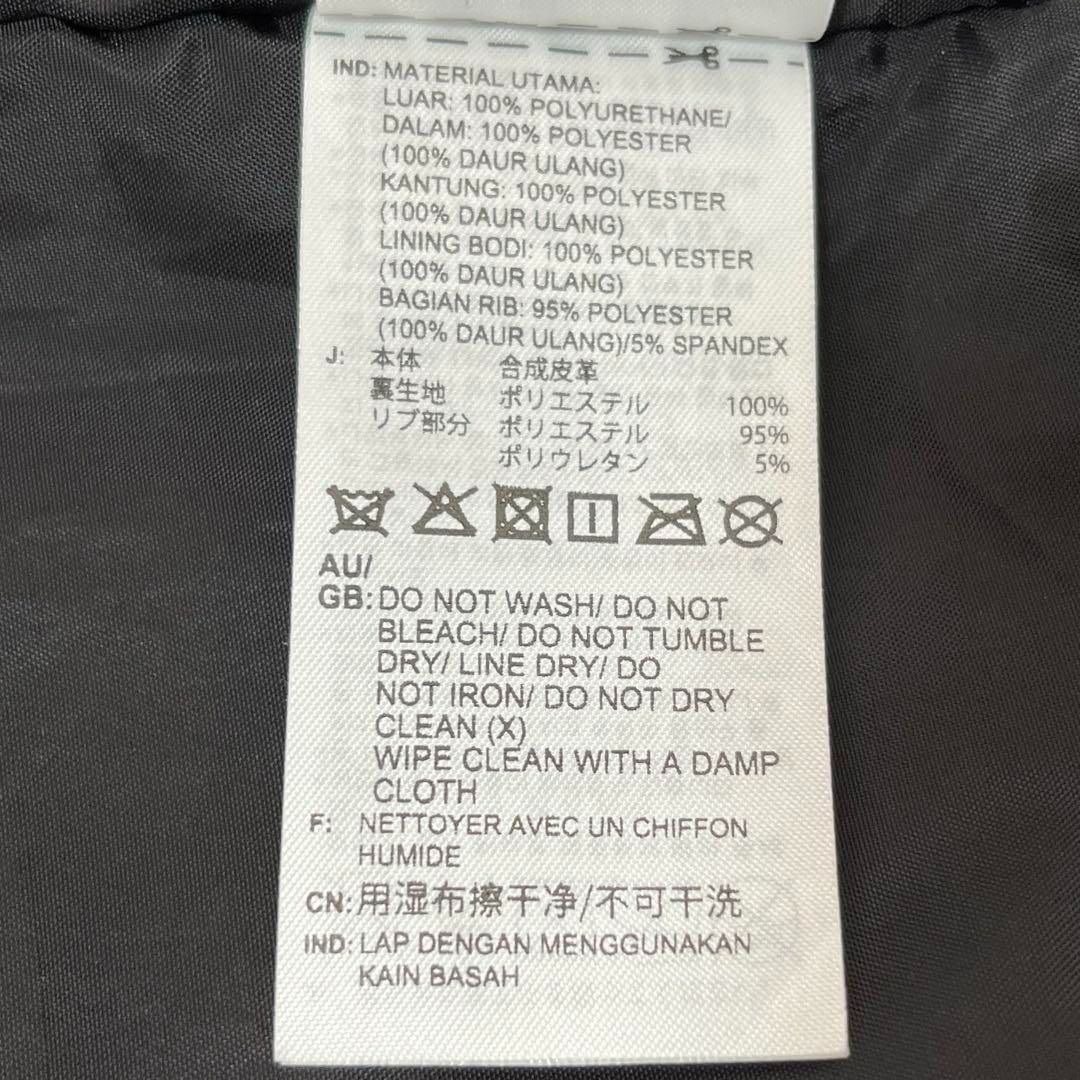 IND: MATERIAL UTAMA:
LUAR: 100% POLYURETHANE/
DALAM: 100% POLYESTER
(100% DAUR ULANG)
KANTUNG: 100% POLYESTER
(100% DAUR ULANG)
LINING BODI: 100% POLYESTER
(100% DAUR ULANG)
BAGIAN RIB: 95% POLYESTER
(100% DAUR ULANG)/5% SPANDEX
J: 本体 合成皮革
裏生地 ポリエステル 100%
リブ部分 ポリエステル 95%
ポリウレタン 5%
AU/
GB: DO NOT WASH/ DO NOT
BLEACH/ DO NOT TUMBLE
DRY/ LINE DRY/ DO
NOT IRON/ DO NOT DRY
CLEAN (X)
WIPE CLEAN WITH A DAMP
CLOTH
F: NETTOYER AVEC UN CHIFFON
HUMIDE
CN: 用湿布擦干净/不可干洗
IND: LAP DENGAN MENGGUNAKAN
KAIN BASAH